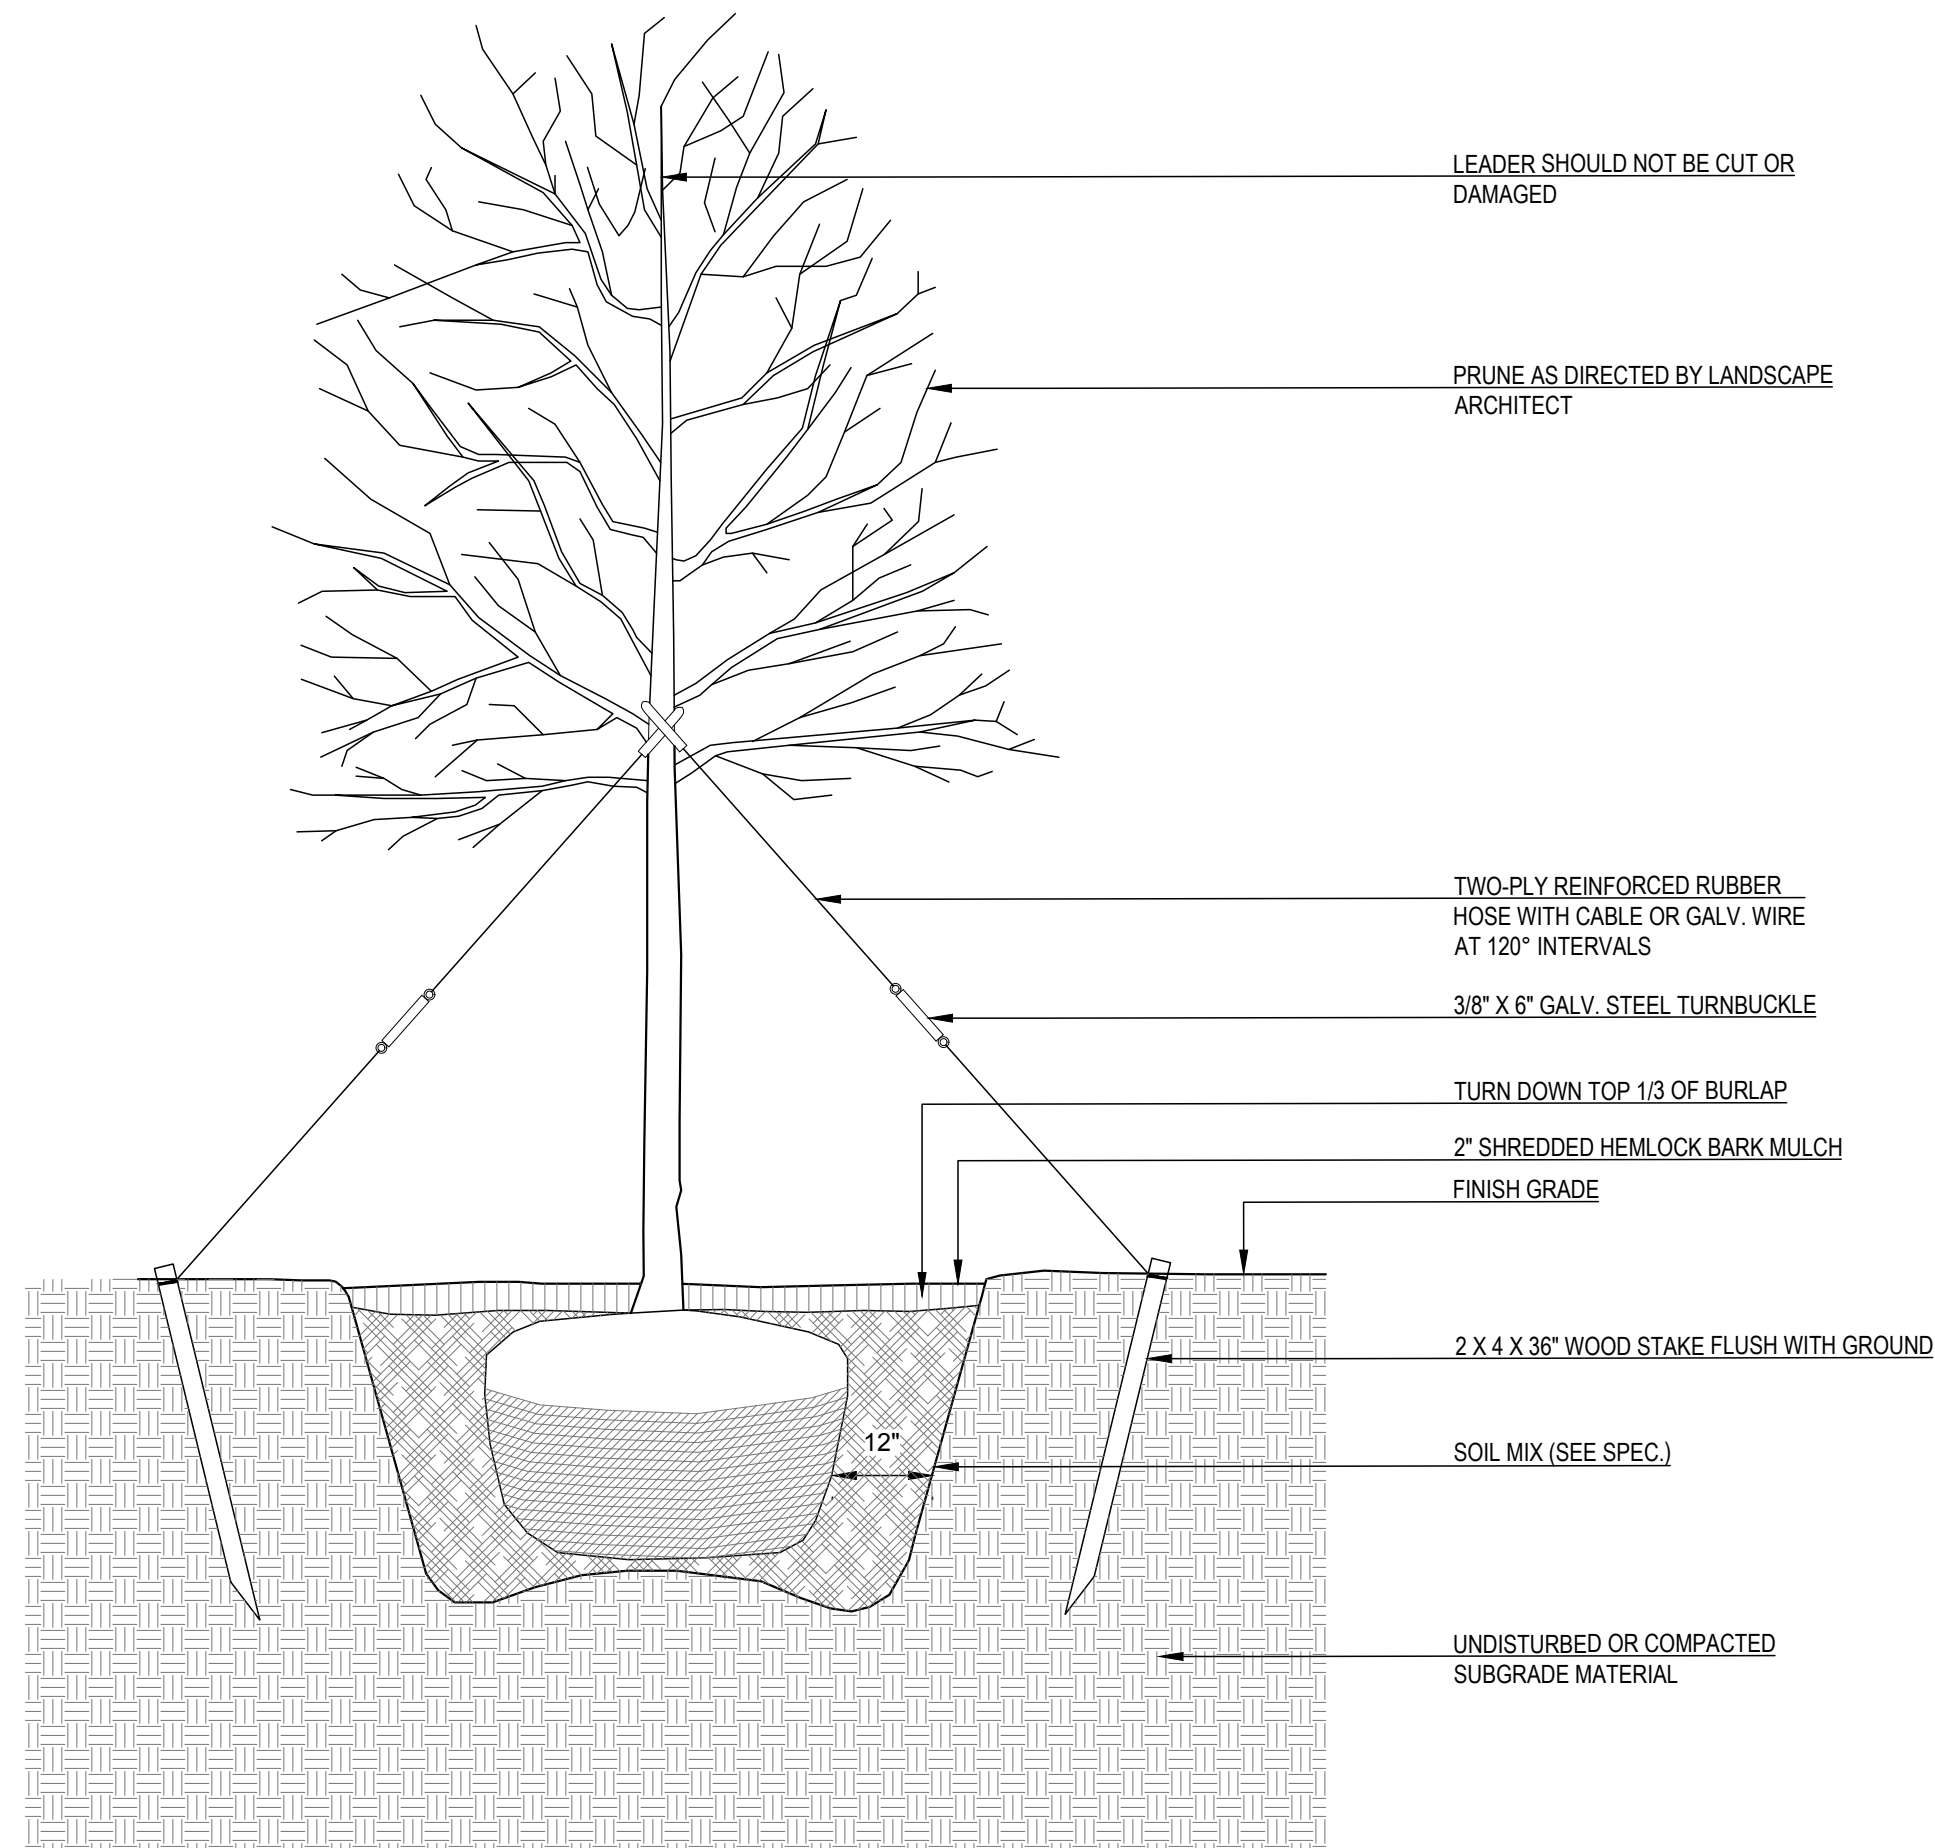 LEADER SHOULD NOT BE CUT OR
DAMAGED
PRUNE AS DIRECTED BY LANDSCAPE
ARCHITECT
TWO-PLY REINFORCED RUBBER
HOSE WITH CABLE OR GALV. WIRE
AT 120° INTERVALS
3/8" X 6" GALV. STEEL TURNBUCKLE
TURN DOWN TOP 1/3 OF BURLAP
2" SHREDDED HEMLOCK BARK MULCH
FINISH GRADE
2 X 4 X 36" WOOD STAKE FLUSH WITH GROUND
12"
SOIL MIX (SEE SPEC.)
UNDISTURBED OR COMPACTED
SUBGRADE MATERIAL